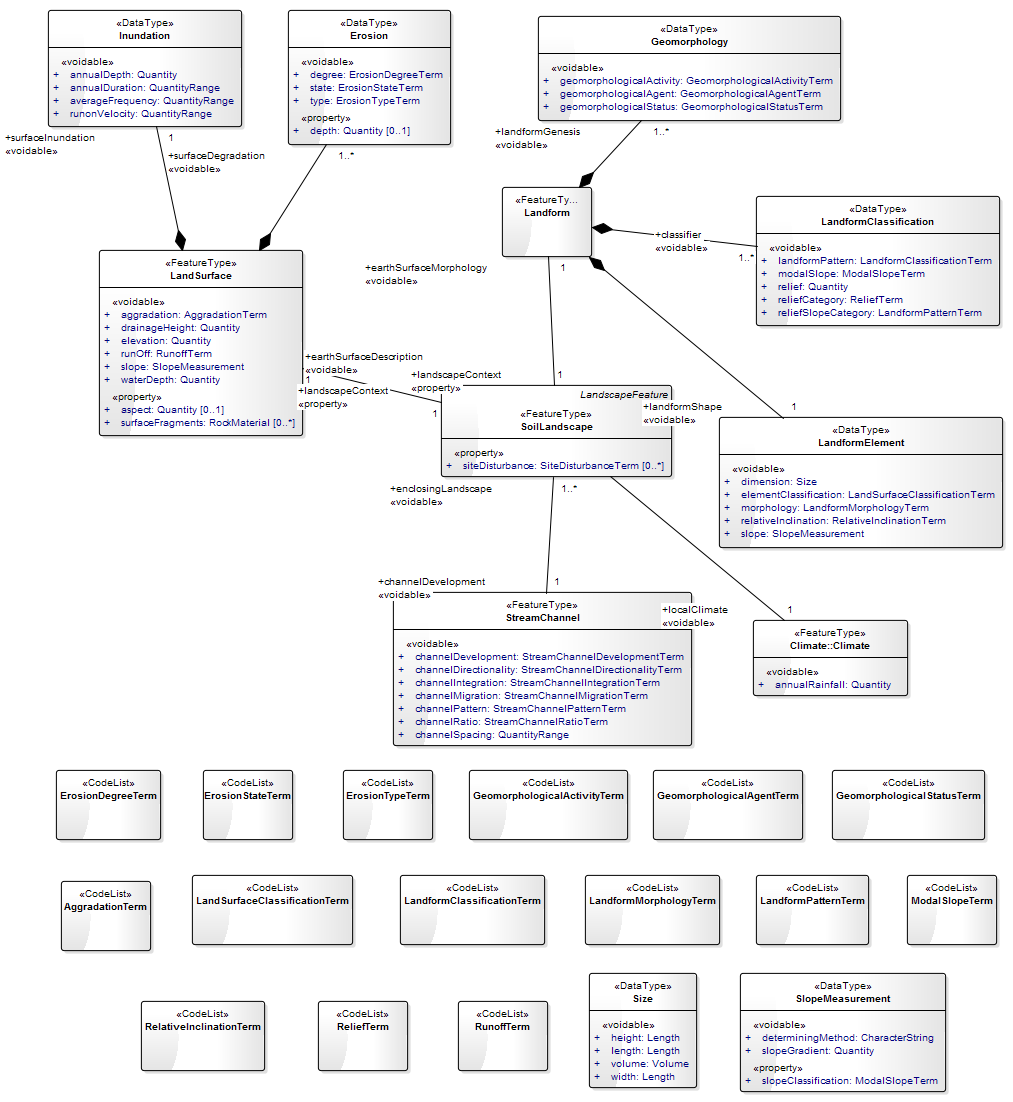 «DataType»
Inundation
«voidable»
+ annualDepth: Quantity
+ annualDuration: QuantityRange
+ averageFrequency: QuantityRange
+ runonVelocity: QuantityRange
«DataType»
Erosion
«voidable»
+ degree: ErosionDegreeTerm
+ state: ErosionStateTerm
+ type: ErosionTypeTerm
«property»
+ depth: Quantity [0..1]
«DataType»
Geomorphology
«voidable»
+ geomorphologicalActivity: GeomorphologicalActivityTerm
+ geomorphologicalAgent: GeomorphologicalAgentTerm
+ geomorphologicalStatus: GeomorphologicalStatusTerm
+surfaceInundation
«voidable»
1
+surfaceDegradation
«voidable»
1..*
+landformGenesis
«voidable»
1..*
«FeatureTy...
Landform
+classifier
«voidable»
1..*
«DataType»
LandformClassification
«voidable»
+ landformPattern: LandformClassificationTerm
+ modalSlope: ModalSlopeTerm
+ relief: Quantity
+ reliefCategory: ReliefTerm
+ reliefSlopeCategory: LandformPatternTerm
«FeatureType»
LandSurface
«voidable»
+ aggradation: AggradationTerm
+ drainageHeight: Quantity
+ elevation: Quantity
+ runOff: RunoffTerm
+ slope: SlopeMeasurement
+ waterDepth: Quantity
«property»
+ aspect: Quantity [0..1]
+ surfaceFragments: RockMaterial [0..*]
+earthSurfaceMorphology
«voidable»
1
+earthSurfaceDescription
«voidable»
1
+landscapeContext
«property»
+landscapeContext
«property»
1
1
LandscapeFeature
«FeatureType»
SoilLandscape
«property»
+ siteDisturbance: SiteDisturbanceTerm [0..*]
+landformShape
«voidable»
1
«DataType»
LandformElement
«voidable»
+ dimension: Size
+ elementClassification: LandSurfaceClassificationTerm
+ morphology: LandformMorphologyTerm
+ relativeInclination: RelativeInclinationTerm
+ slope: SlopeMeasurement
+enclosingLandscape
«voidable»
1..*
+channelDevelopment
«voidable»
1
«FeatureType»
StreamChannel
«voidable»
+ channelDevelopment: StreamChannelDevelopmentTerm
+ channelDirectionality: StreamChannelDirectionalityTerm
+ channelIntegration: StreamChannelIntegrationTerm
+ channelMigration: StreamChannelMigrationTerm
+ channelPattern: StreamChannelPatternTerm
+ channelRatio: StreamChannelRatioTerm
+ channelSpacing: QuantityRange
+localClimate
«voidable»
1
«FeatureType»
Climate::Climate
«voidable»
+ annualRainfall: Quantity
«CodeList»
ErosionDegreeTerm
«CodeList»
ErosionStateTerm
«CodeList»
ErosionTypeTerm
«CodeList»
GeomorphologicalActivityTerm
«CodeList»
GeomorphologicalAgentTerm
«CodeList»
GeomorphologicalStatusTerm
«CodeList»
AggradationTerm
«CodeList»
LandSurfaceClassificationTerm
«CodeList»
LandformClassificationTerm
«CodeList»
LandformMorphologyTerm
«CodeList»
LandformPatternTerm
«CodeList»
ModalSlopeTerm
«CodeList»
RelativeInclinationTerm
«CodeList»
ReliefTerm
«CodeList»
RunoffTerm
«DataType»
Size
«voidable»
+ height: Length
+ length: Length
+ volume: Volume
+ width: Length
«DataType»
SlopeMeasurement
«voidable»
+ determiningMethod: CharacterString
+ slopeGradient: Quantity
«property»
+ slopeClassification: ModalSlopeTerm